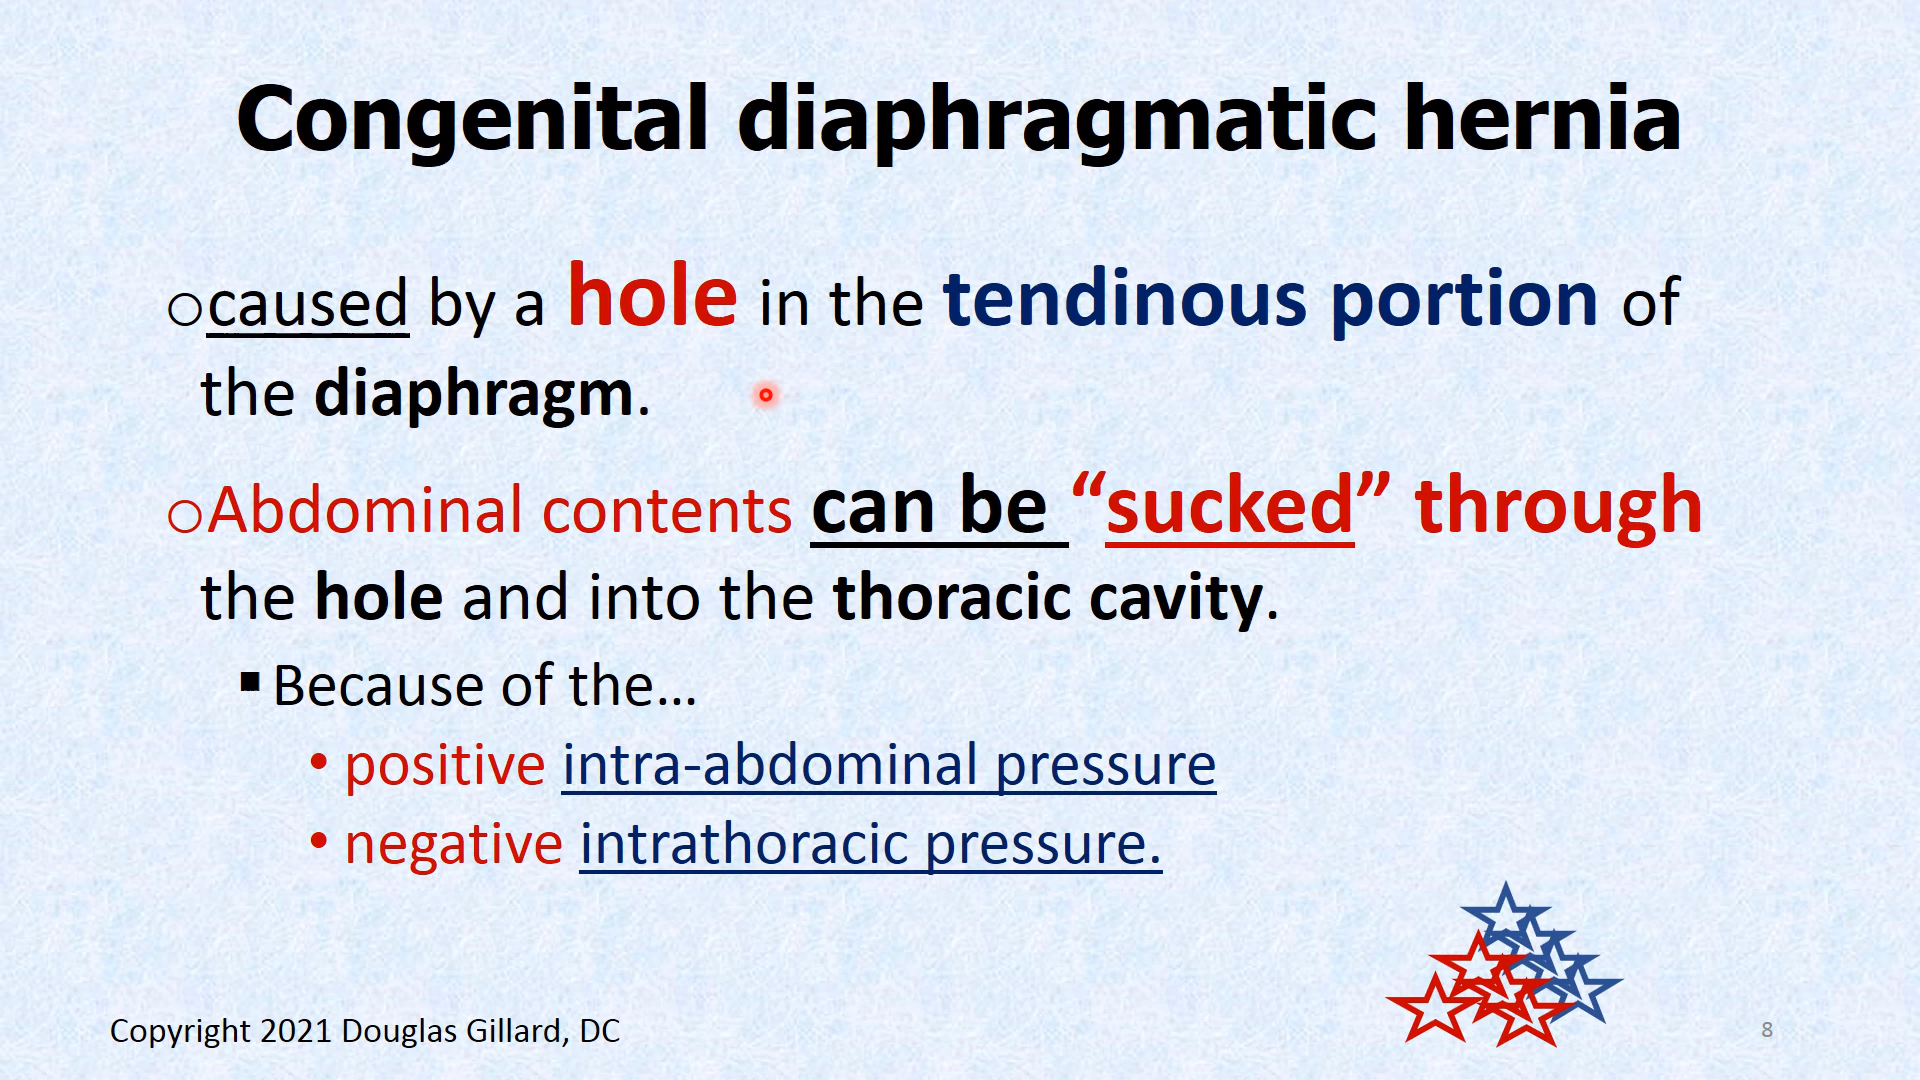 Congenital diaphragmatic hernia
○caused by a hole in the tendinous portion of
the diaphragm.
○Abdominal contents can be “sucked” through
the hole and into the thoracic cavity.
▪ Because of the…
• positive intra-abdominal pressure
• negative intrathoracic pressure.
Copyright 2021 Douglas Gillard, DC
8